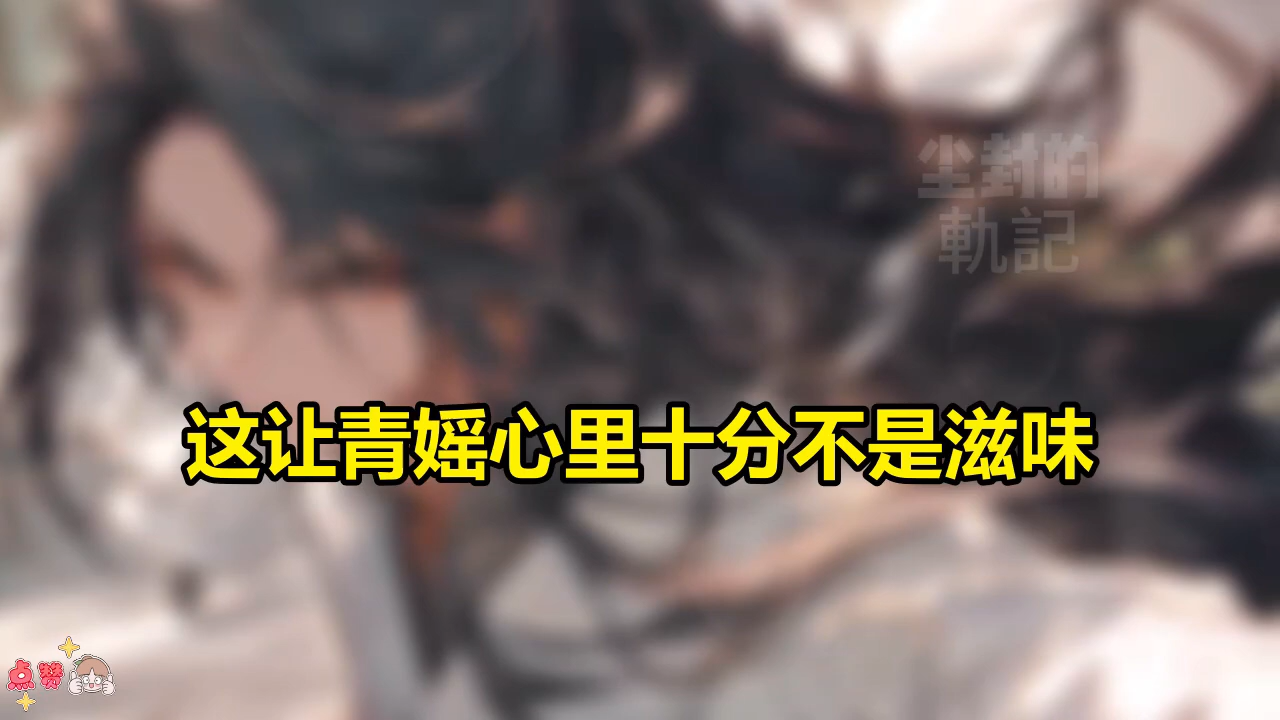 尘封的
軌記
这让青婬心里十分不是滋味
点赞